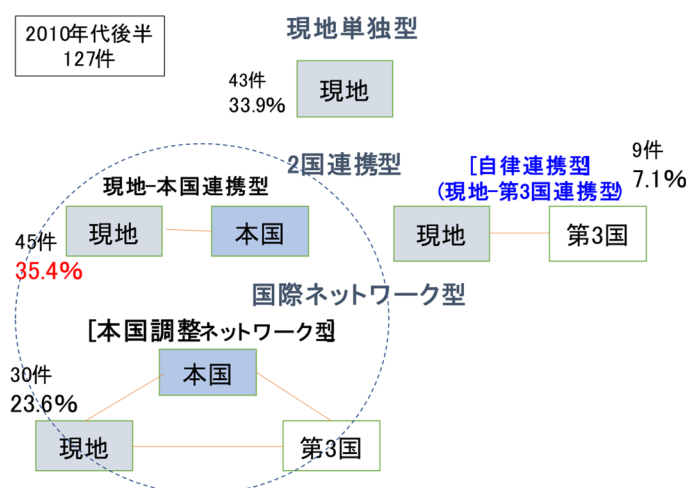 2010年代後半
127件
現地単独型
43件
33.9%
現地
2国連携型
現地-本国連携型
現地
本国
45件
35.4%
[自律連携型]
(現地-第3国連携型)
9件
7.1%
現地
第3国
国際ネットワーク型
[本国調整ネットワーク型]
本国
30件
23.6%
現地
第3国